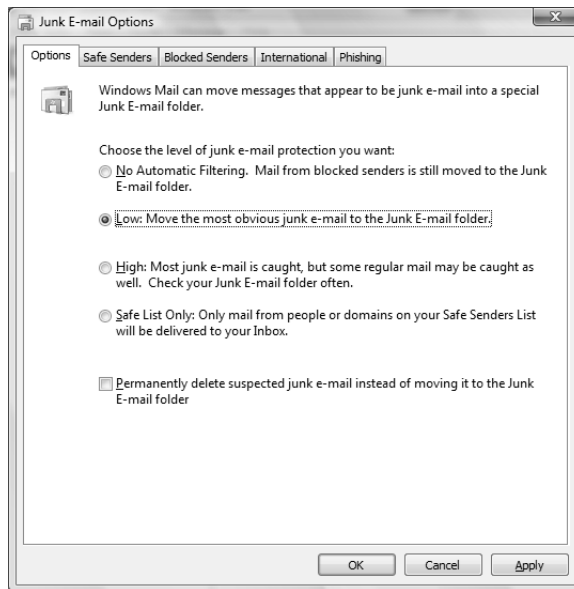 Junk E-mail Options
Options
Safe Senders
Blocked Senders
International
Phishing
Windows Mail can move messages that appear to be junk e-mail into a special
Junk E-mail folder.
Choose the level of junk e-mail protection you want:
No Automatic Filtering.  Mail from blocked senders is still moved to the Junk
E-mail folder.
Low: Move the most obvious junk e-mail to the Junk E-mail folder.
High: Most junk e-mail is caught, but some regular mail may be caught as
well.  Check your Junk E-mail folder often.
Safe List Only: Only mail from people or domains on your Safe Senders List
will be delivered to your Inbox.
Permanently delete suspected junk e-mail instead of moving it to the Junk
E-mail folder
OK
Cancel
Apply